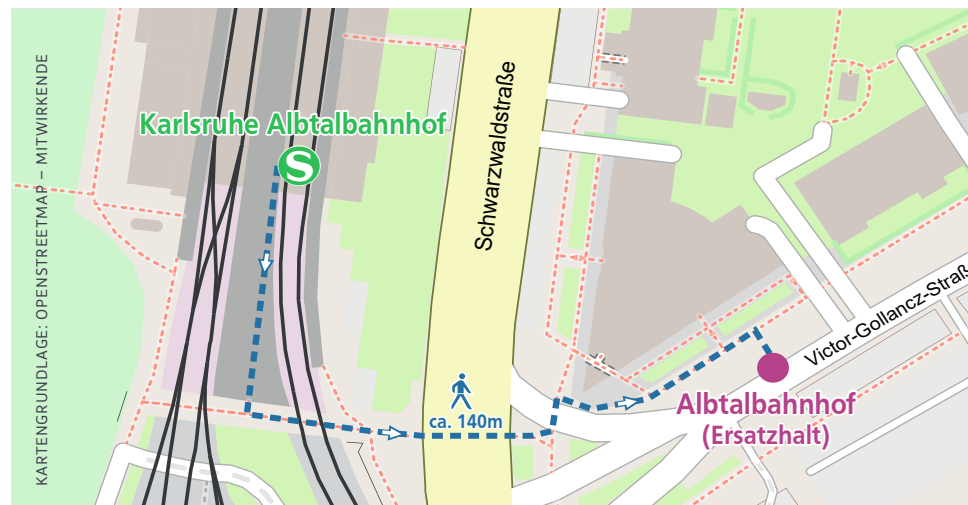 KARTENGRUNDLAGE: OPENSTREETMAP – MITWIRKENDE
Karlsruhe Albtalbahnhof
S
Schwarzwaldstraße
ca. 140m
Victor-Gollancz-Straß
Albtalbahnhof
(Ersatzhalt)